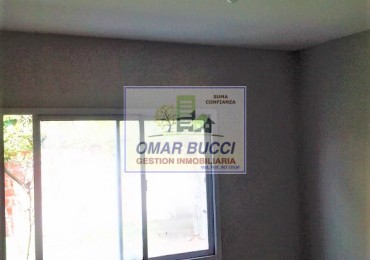 SUMA
CONFIANZA
OMAR BUCCI
GESTION INMOBILIARIA